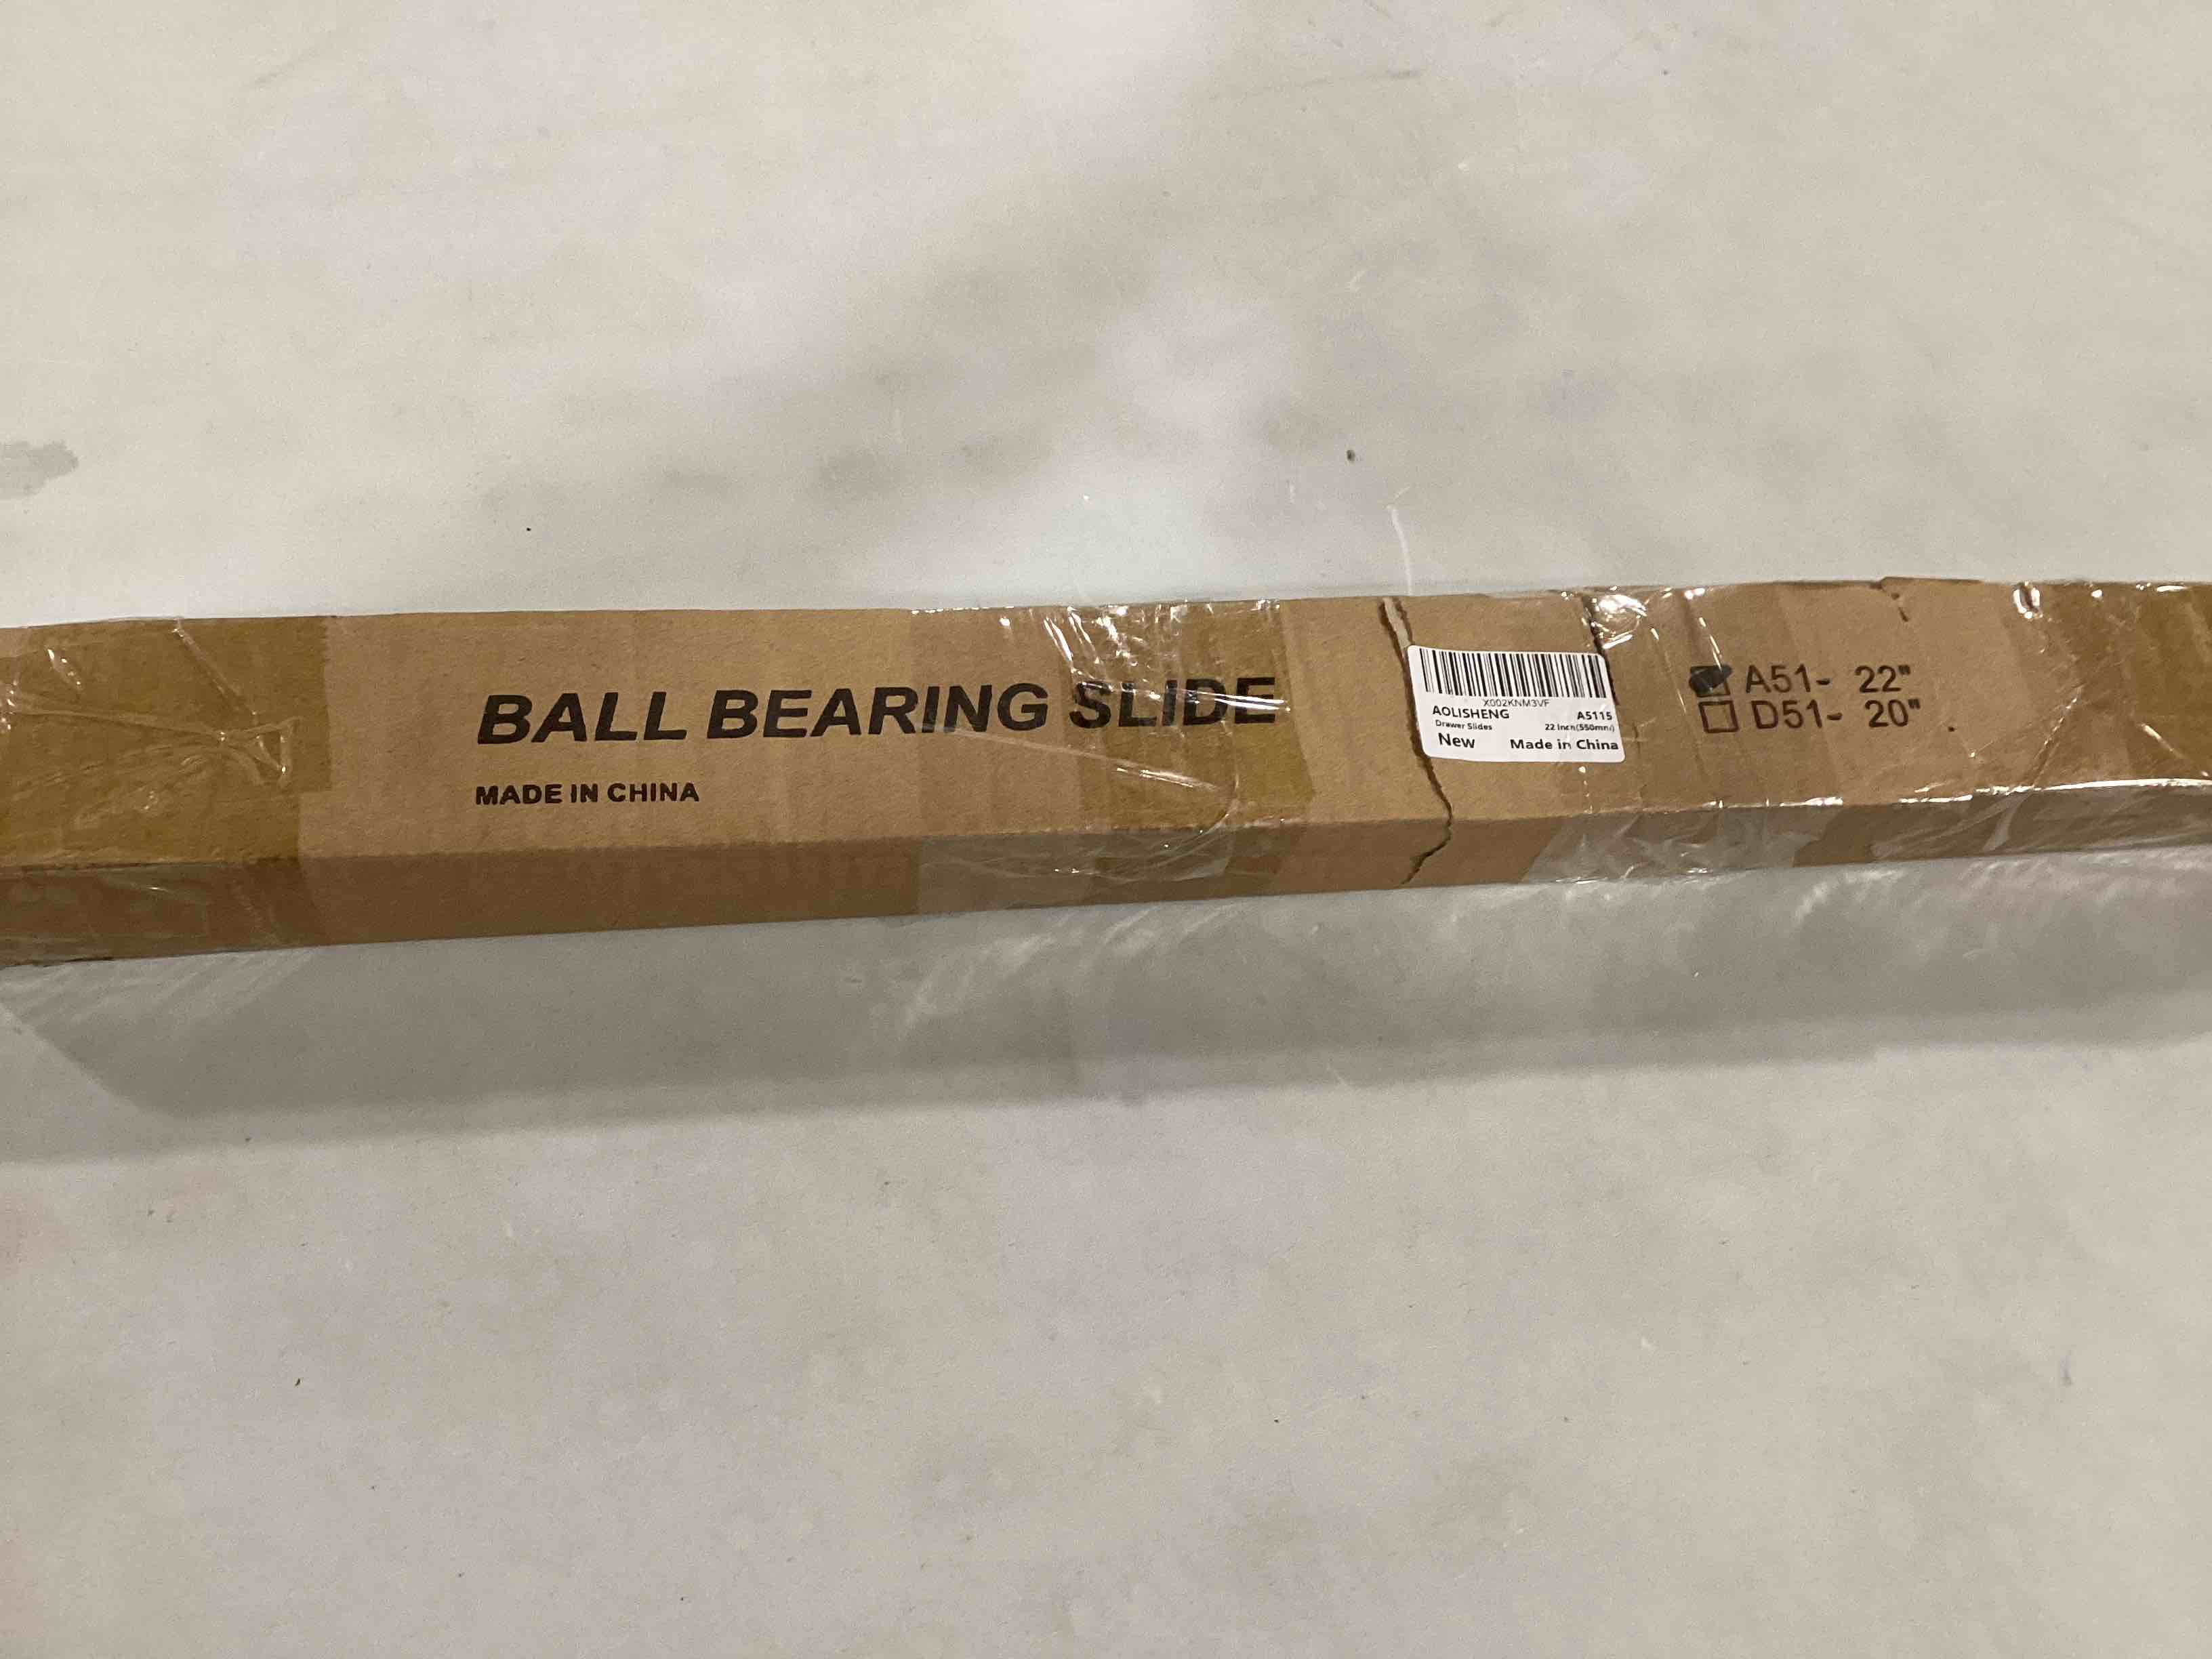 BALL BEARING SLIDE
MADE IN CHINA
X002KNM3VF
AOLISHENG A5115
Drawer Slides 22 Inch(550mm)
New Made in China
A51- 22"
D51- 20"